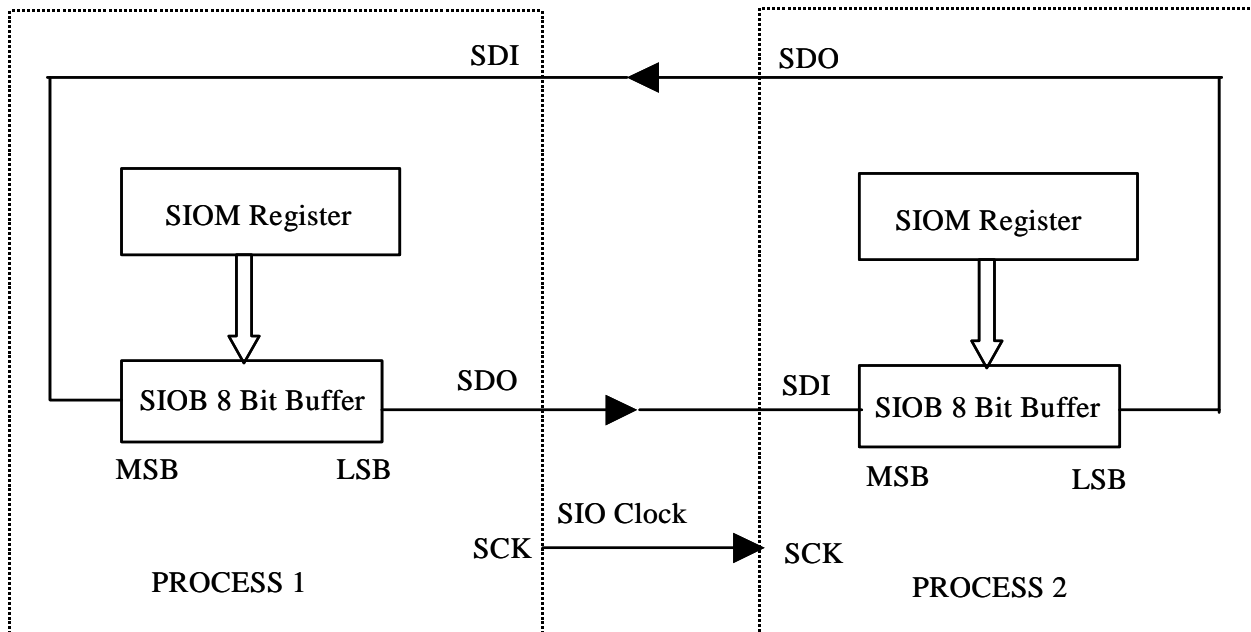 SDI
SDO
SIOM Register
SIOM Register
SIOB 8 Bit Buffer
SDO
SDI
SIOB 8 Bit Buffer
MSB
LSB
MSB
LSB
SIO Clock
SCK
SCK
PROCESS 1
PROCESS 2